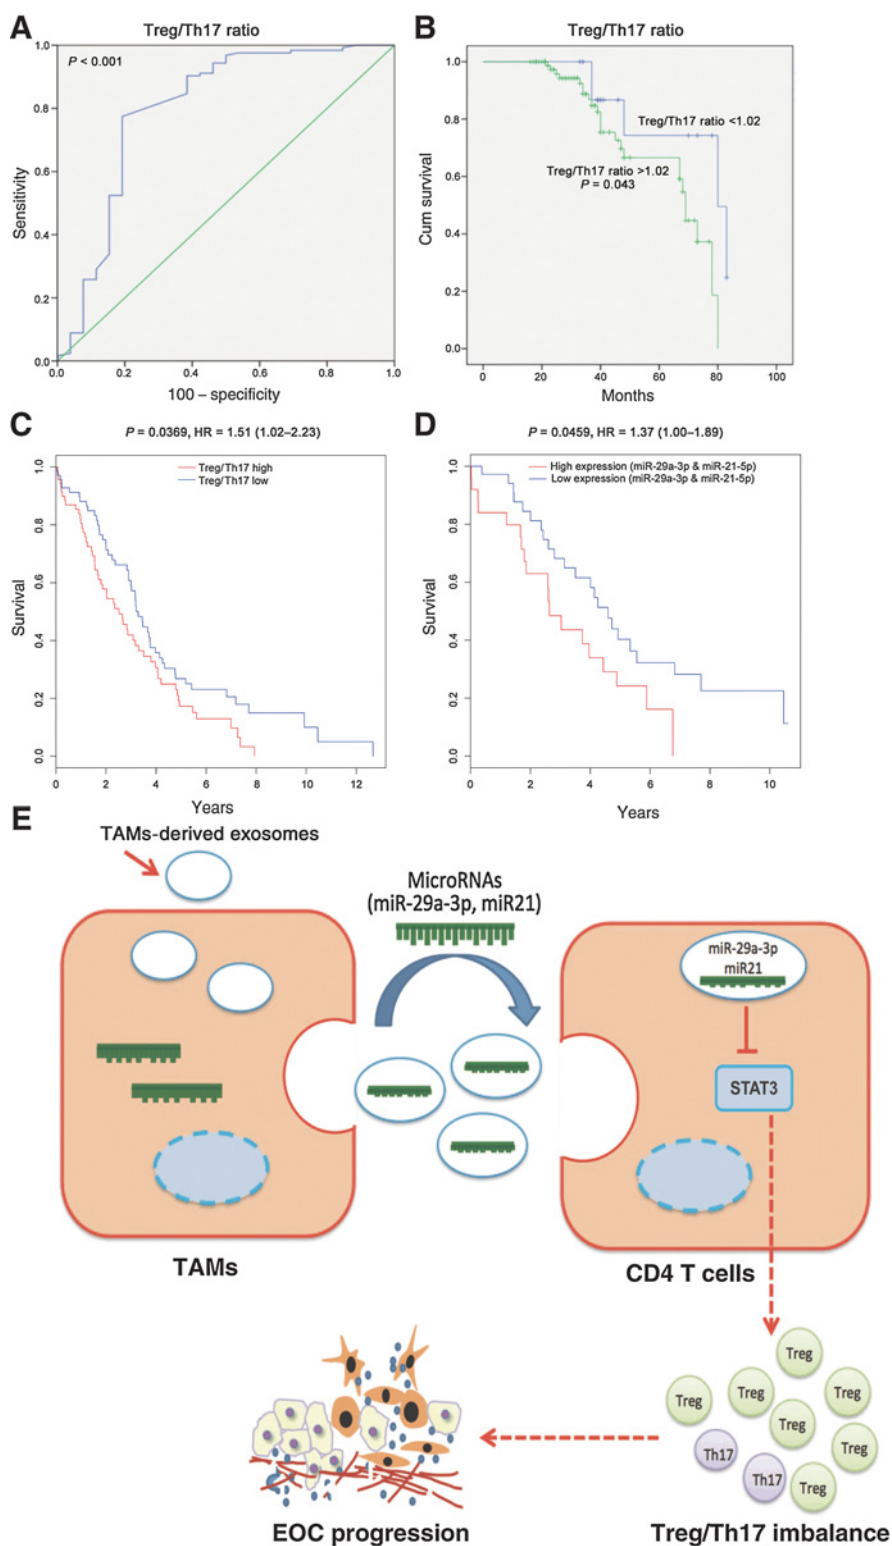 A
Treg/Th17 ratio
P < 0.001
Sensitivity
1.0
0.8
0.6
0.4
0.2
0.0
0.0 0.2 0.4 0.6 0.8 1.0
100 – specificity
B
Treg/Th17 ratio
Cum survival
1.0
0.8
0.6
0.4
0.2
0.0
Treg/Th17 ratio <1.02
Treg/Th17 ratio >1.02
P = 0.043
0 20 40 60 80 100
Months
C
P = 0.0369, HR = 1.51 (1.02–2.23)
Treg/Th17 high
Treg/Th17 low
Survival
1.0
0.8
0.6
0.4
0.2
0.0
0 2 4 6 8 10 12
Years
D
P = 0.0459, HR = 1.37 (1.00–1.89)
High expression (miR-29a-3p & miR-21-5p)
Low expression (miR-29a-3p & miR-21-5p)
Survival
1.0
0.8
0.6
0.4
0.2
0.0
0 2 4 6 8 10
Years
E
TAMs-derived exosomes
MicroRNAs
(miR-29a-3p, miR21)
miR-29a-3p
miR21
STAT3
TAMs
CD4 T cells
Treg
Treg
Treg
Treg
Treg
Treg
Th17
Th17
Treg
EOC progression
Treg/Th17 imbalance